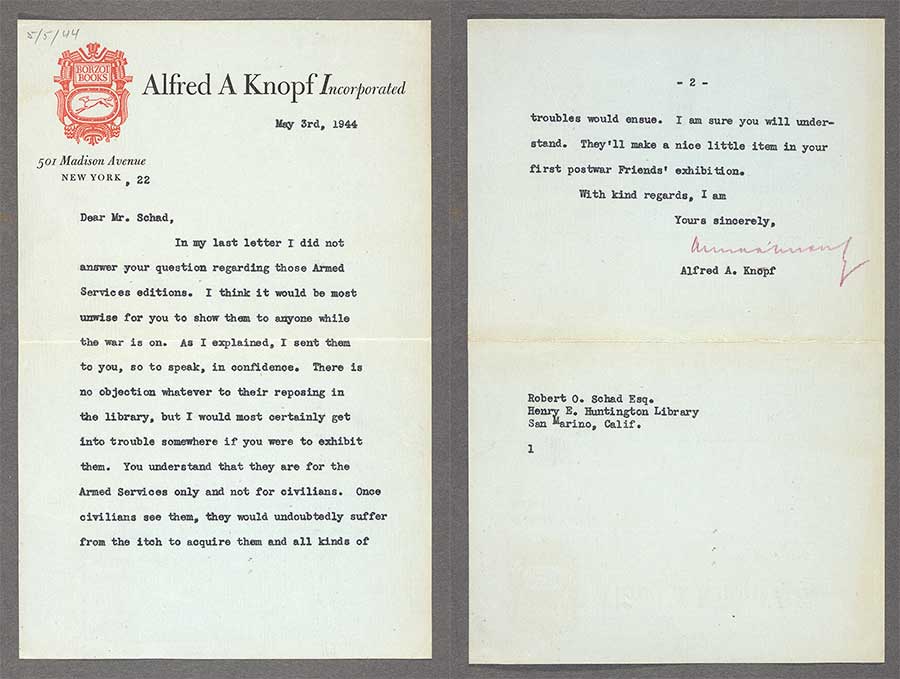 5/5/44
BORZOI
BOOKS
Alfred A Knopf Incorporated
May 3rd, 1944
501 Madison Avenue
NEW YORK , 22
Dear Mr. Schad,
In my last letter I did not
answer your question regarding those Armed
Services editions. I think it would be most
unwise for you to show them to anyone while
the war is on. As I explained, I sent them
to you, so to speak, in confidence. There is
no objection whatever to their reposing in
the library, but I would most certainly get
into trouble somewhere if you were to exhibit
them. You understand that they are for the
Armed Services only and not for civilians. Once
civilians see them, they would undoubtedly suffer
from the itch to acquire them and all kinds of
- 2 -
troubles would ensue. I am sure you will under-
stand. They'll make a nice little item in your
first postwar Friends' exhibition.
With kind regards, I am
Yours sincerely,
Alfred A. Knopf
Robert O. Schad Esq.
Henry E. Huntington Library
San Marino, Calif.
1